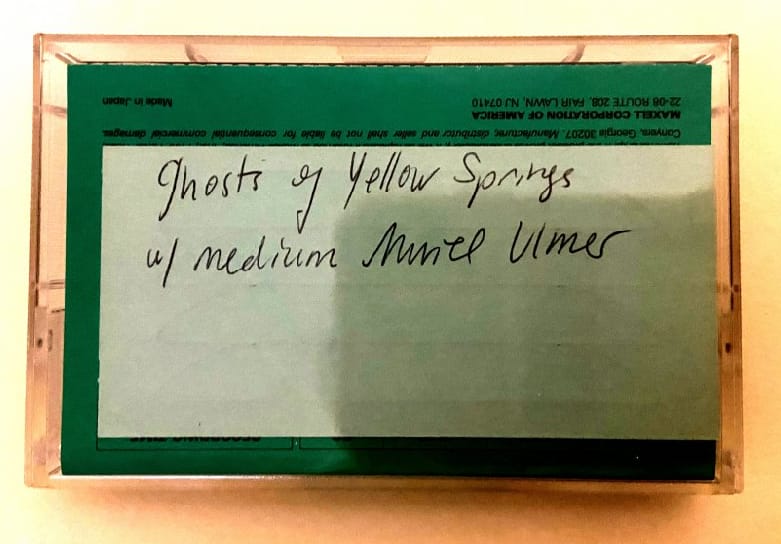 Ghosts of Yellow Springs
w/ medium Muriel Ulmer
Conyers, Georgia 30207. Manufacturer, distributor and seller shall not be liable for consequential commercial damages.
MAXELL CORPORATION OF AMERICA
22-08 ROUTE 208, FAIR LAWN, NJ 07410
Made in Japan